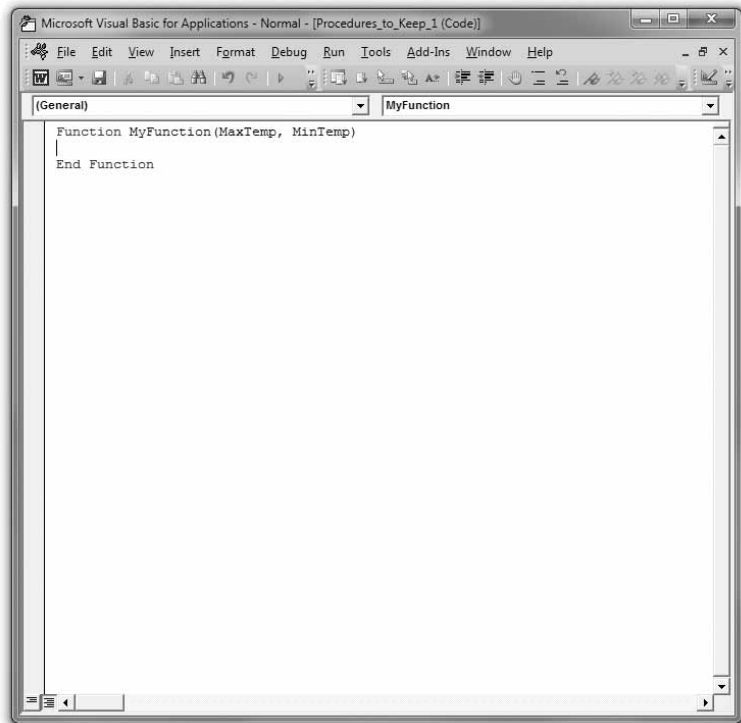 Microsoft Visual Basic for Applications - Normal - [Procedures_to_Keep_1 (Code)]
File Edit View Insert Format Debug Run Tools Add-Ins Window Help
(General) MyFunction
Function MyFunction(MaxTemp, MinTemp)
End Function